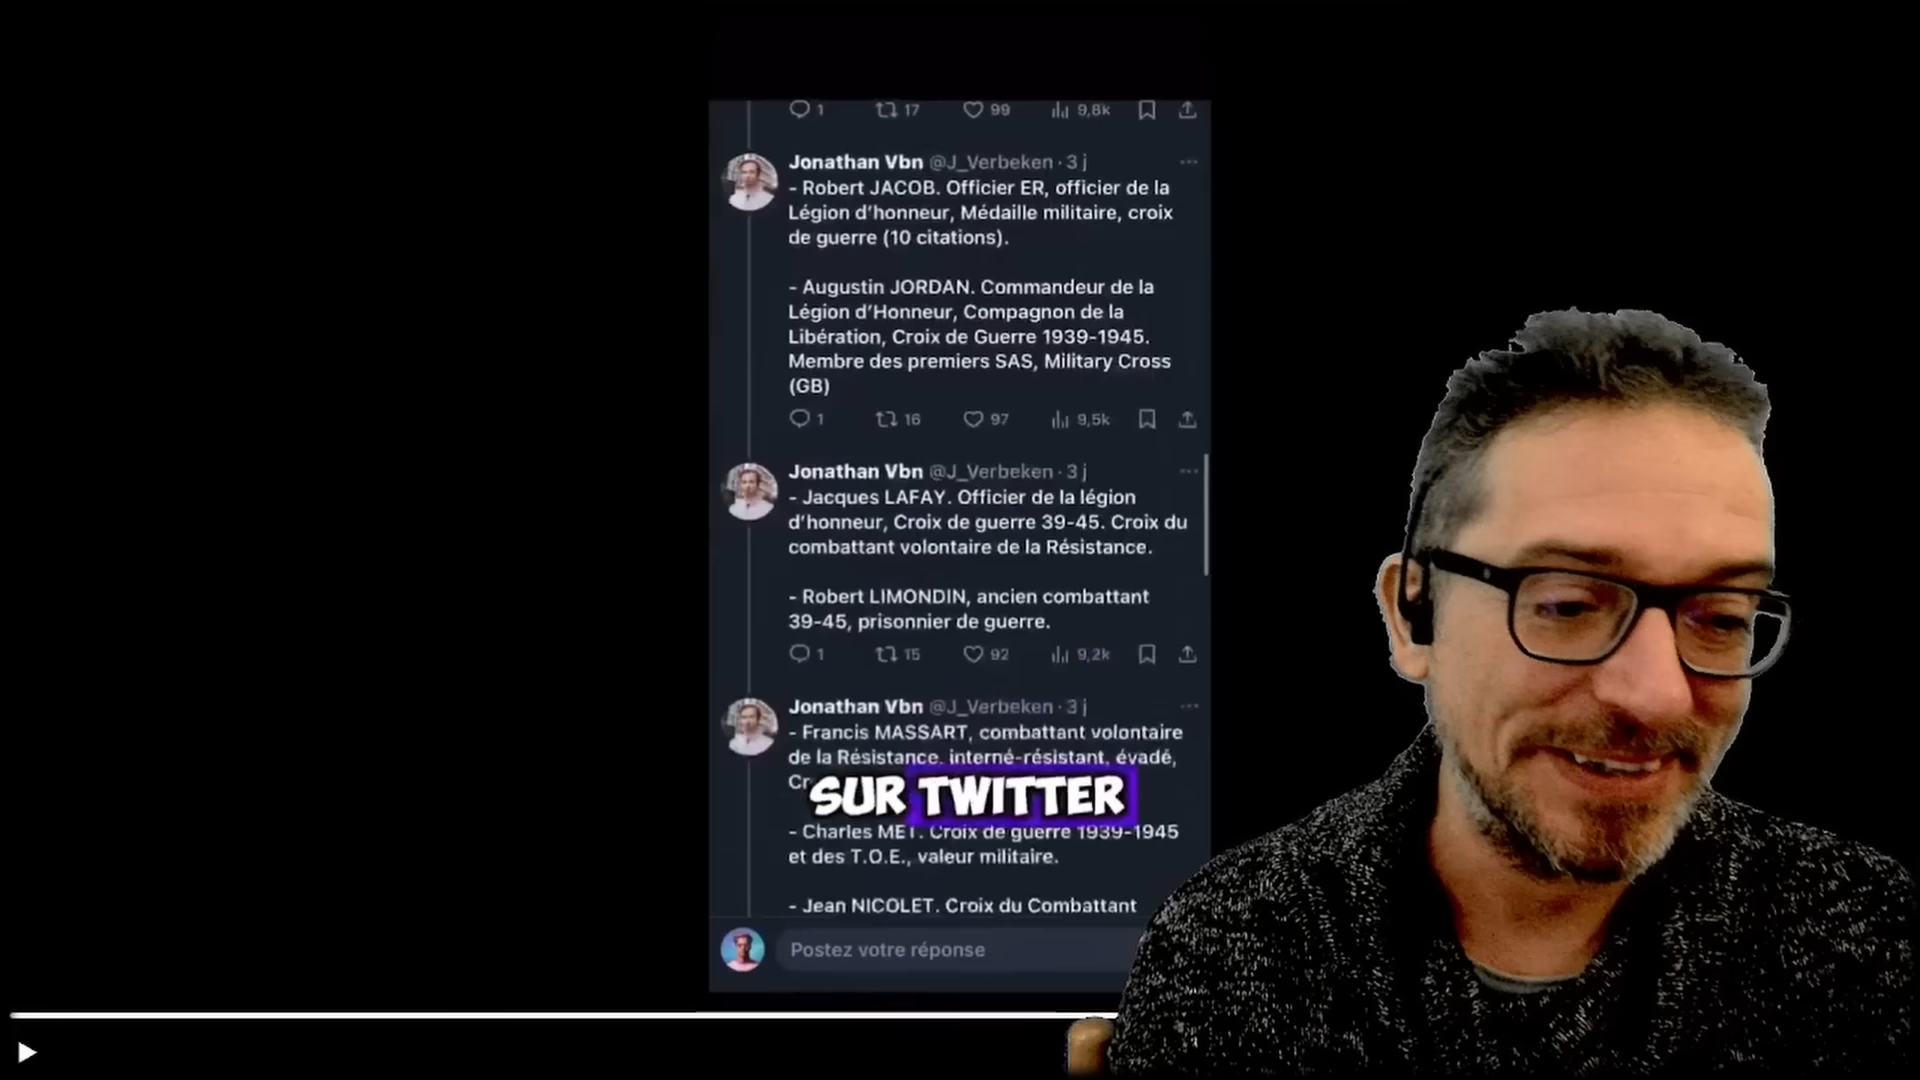 1 17 99 9,8k
Jonathan Vbn @J_Verbeken · 3 j
- Robert JACOB. Officier ER, officier de la
Légion d'honneur, Médaille militaire, croix
de guerre (10 citations).
- Augustin JORDAN. Commandeur de la
Légion d'Honneur, Compagnon de la
Libération, Croix de Guerre 1939-1945.
Membre des premiers SAS, Military Cross
(GB)
1 16 97 9,5k
Jonathan Vbn @J_Verbeken · 3 j
- Jacques LAFAY. Officier de la légion
d'honneur, Croix de guerre 39-45. Croix du
combattant volontaire de la Résistance.
- Robert LIMONDIN, ancien combattant
39-45, prisonnier de guerre.
1 15 92 9,2k
Jonathan Vbn @J_Verbeken · 3 j
- Francis MASSART, combattant volontaire
de la Résistance, interné-résistant, évadé,
SUR TWITTER
- Charles MET. Croix de guerre 1939-1945
et des T.O.E., valeur militaire.
- Jean NICOLET. Croix du Combattant
Postez votre réponse